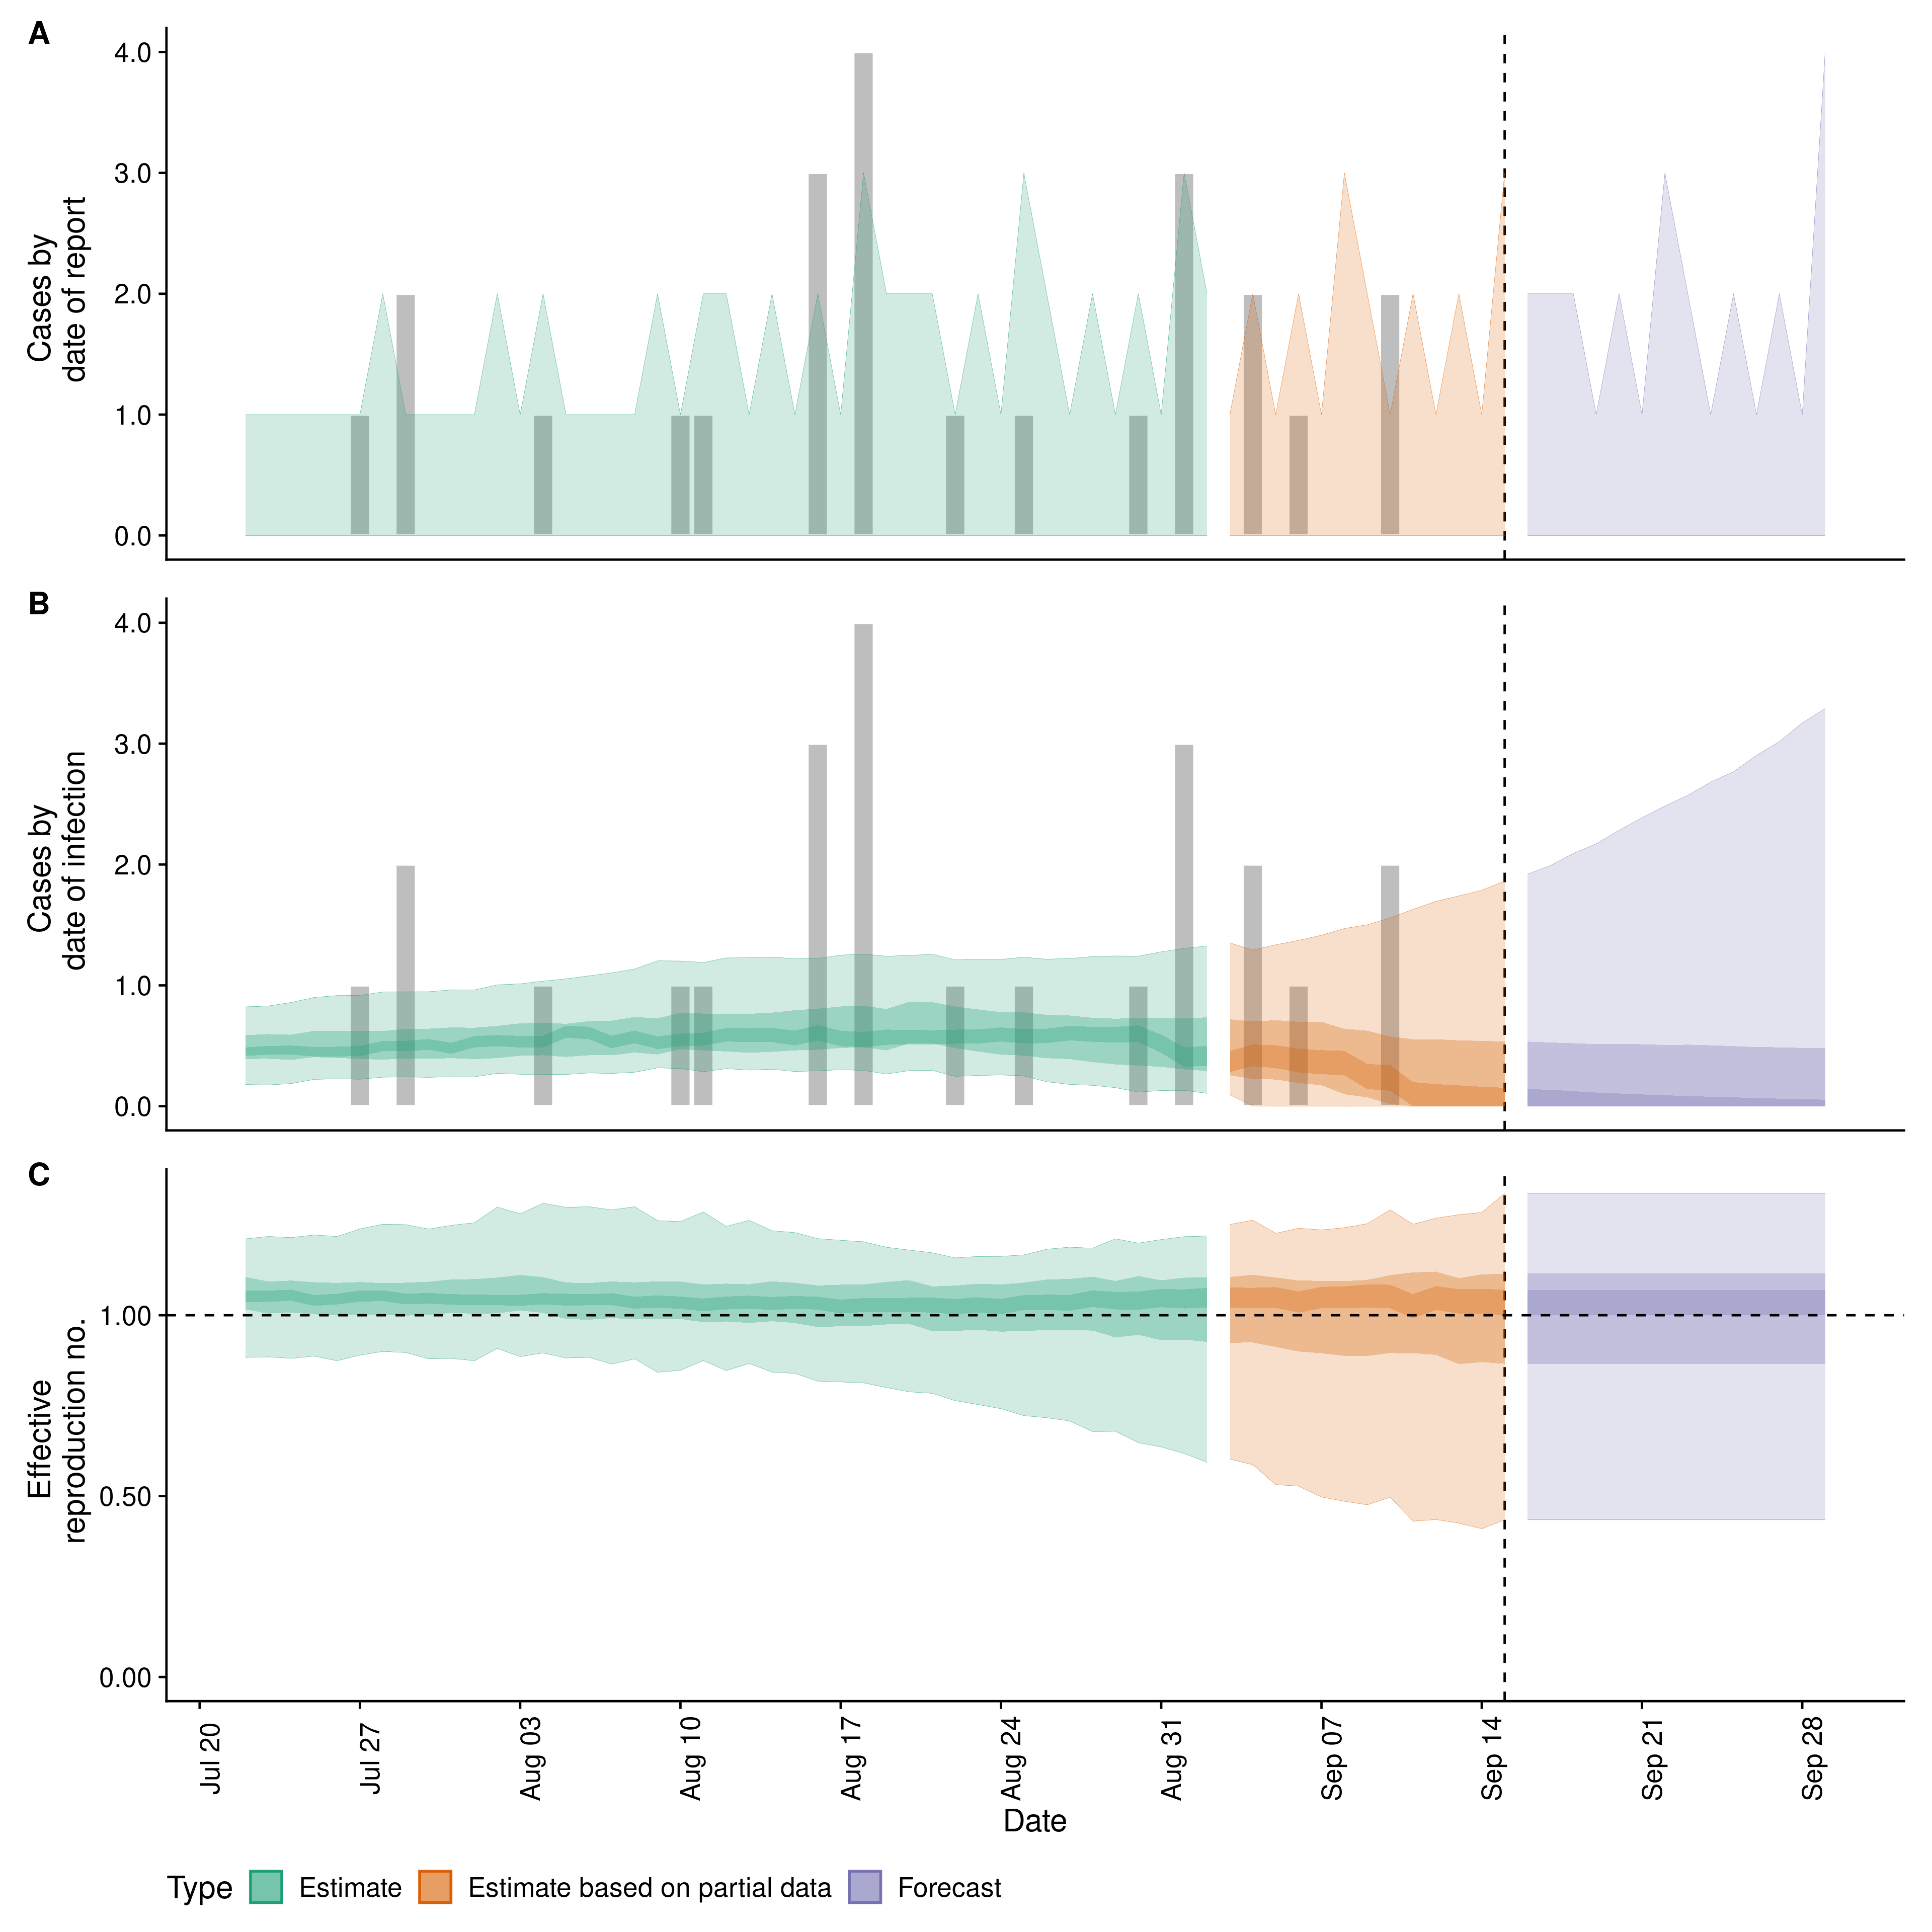 A
Cases by
date of report
4.0
3.0
2.0
1.0
0.0
B
Cases by
date of infection
4.0
3.0
2.0
1.0
0.0
C
Effective
reproduction no.
1.00
0.50
0.00
Jul 20
Jul 27
Aug 03
Aug 10
Aug 17
Aug 24
Aug 31
Sep 07
Sep 14
Sep 21
Sep 28
Date
Type Estimate Estimate based on partial data Forecast